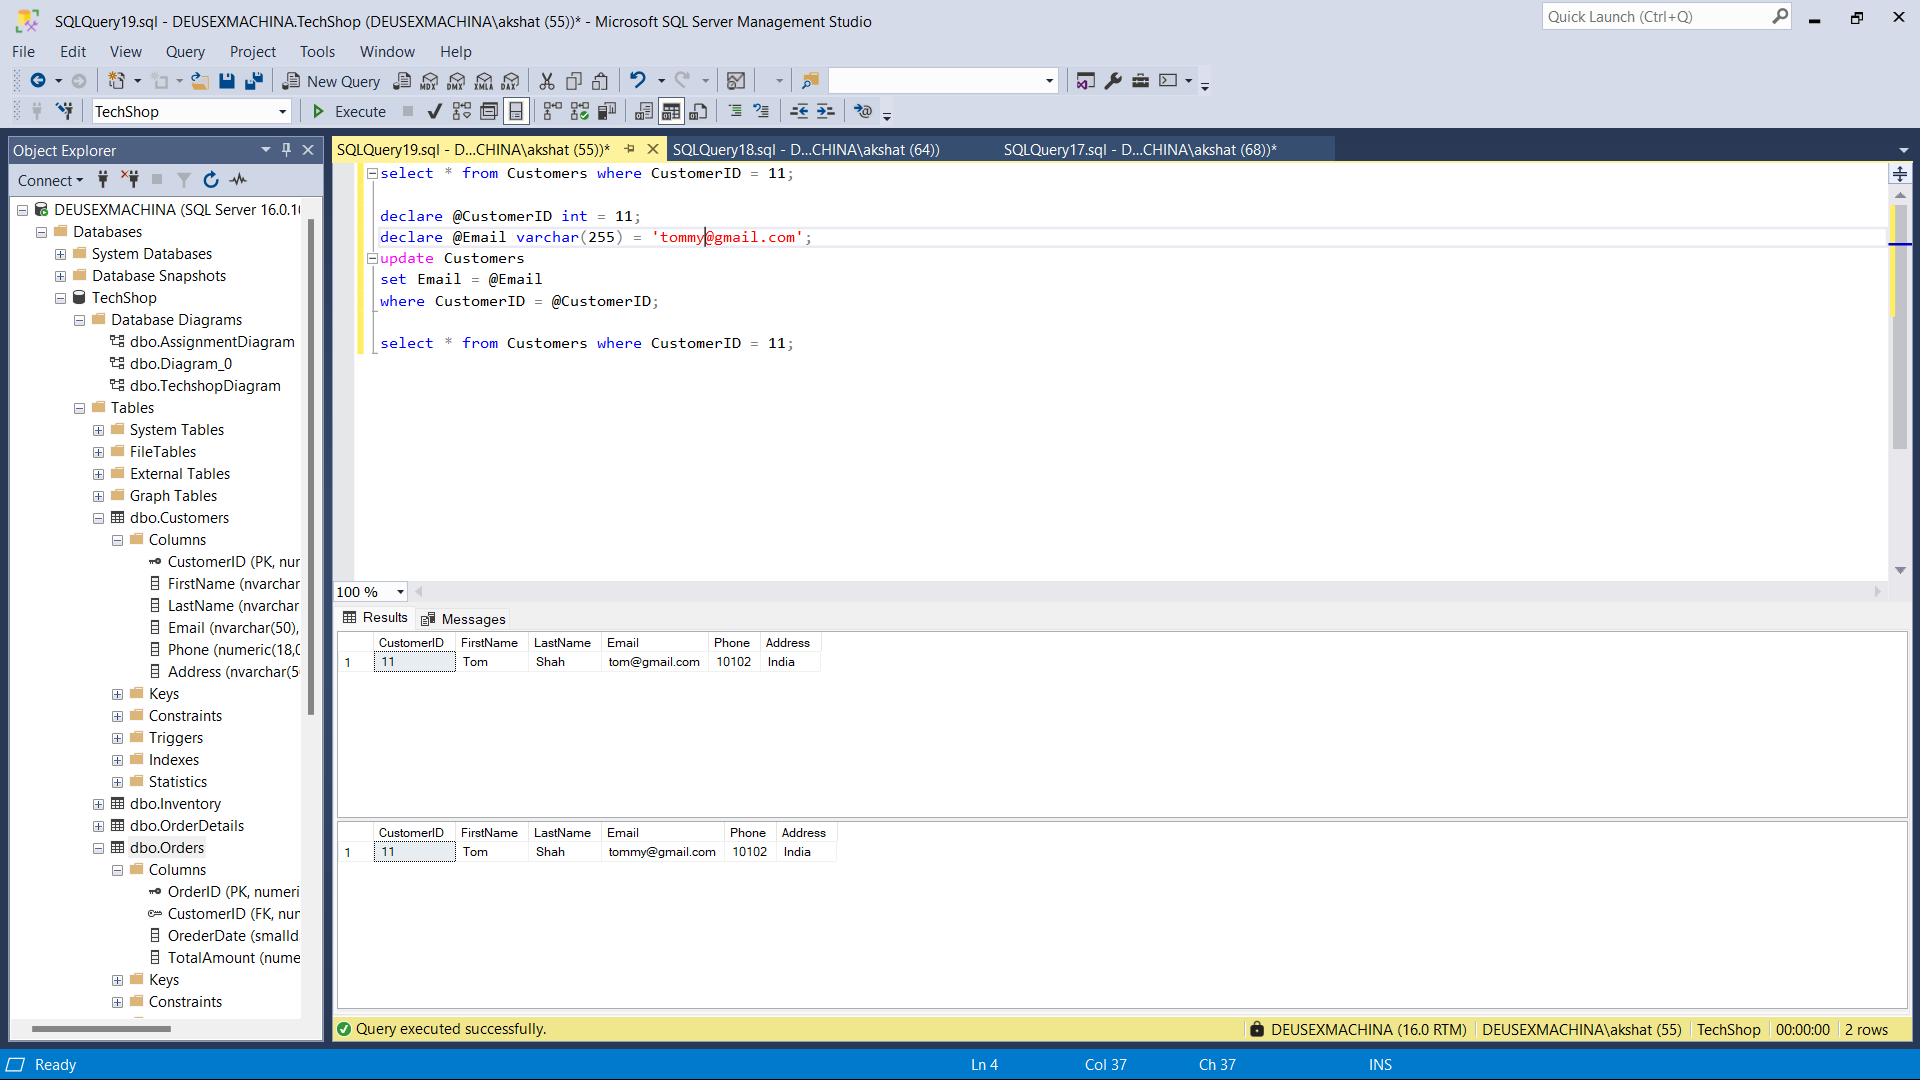 SQLQuery19.sql - DEUSEXMACHINA.TechShop (DEUSEXMACHINA\akshat (55))* - Microsoft SQL Server Management Studio
Quick Launch (Ctrl+Q)
File Edit View Query Project Tools Window Help
New Query MDX DMX XMLA DAX
TechShop Execute
Object Explorer
Connect
DEUSEXMACHINA (SQL Server 16.0.10
Databases
System Databases
Database Snapshots
TechShop
Database Diagrams
dbo.AssignmentDiagram
dbo.Diagram_0
dbo.TechshopDiagram
Tables
System Tables
FileTables
External Tables
Graph Tables
dbo.Customers
Columns
CustomerID (PK, nur
FirstName (nvarchar
LastName (nvarchar
Email (nvarchar(50),
Phone (numeric(18,0
Address (nvarchar(5
Keys
Constraints
Triggers
Indexes
Statistics
dbo.Inventory
dbo.OrderDetails
dbo.Orders
Columns
OrderID (PK, numeri
CustomerID (FK, nur
OrederDate (smallda
TotalAmount (nume
Keys
Constraints
SQLQuery19.sql - D...CHINA\akshat (55))* SQLQuery18.sql - D...CHINA\akshat (64)) SQLQuery17.sql - D...CHINA\akshat (68))*
select * from Customers where CustomerID = 11;
declare @CustomerID int = 11;
declare @Email varchar(255) = 'tommy@gmail.com';
update Customers
set Email = @Email
where CustomerID = @CustomerID;
select * from Customers where CustomerID = 11;
100 %
Results Messages
CustomerID FirstName LastName Email Phone Address
1 11 Tom Shah tom@gmail.com 10102 India
CustomerID FirstName LastName Email Phone Address
1 11 Tom Shah tommy@gmail.com 10102 India
Query executed successfully. DEUSEXMACHINA (16.0 RTM) DEUSEXMACHINA\akshat (55) TechShop 00:00:00 2 rows
Ready Ln 4 Col 37 Ch 37 INS